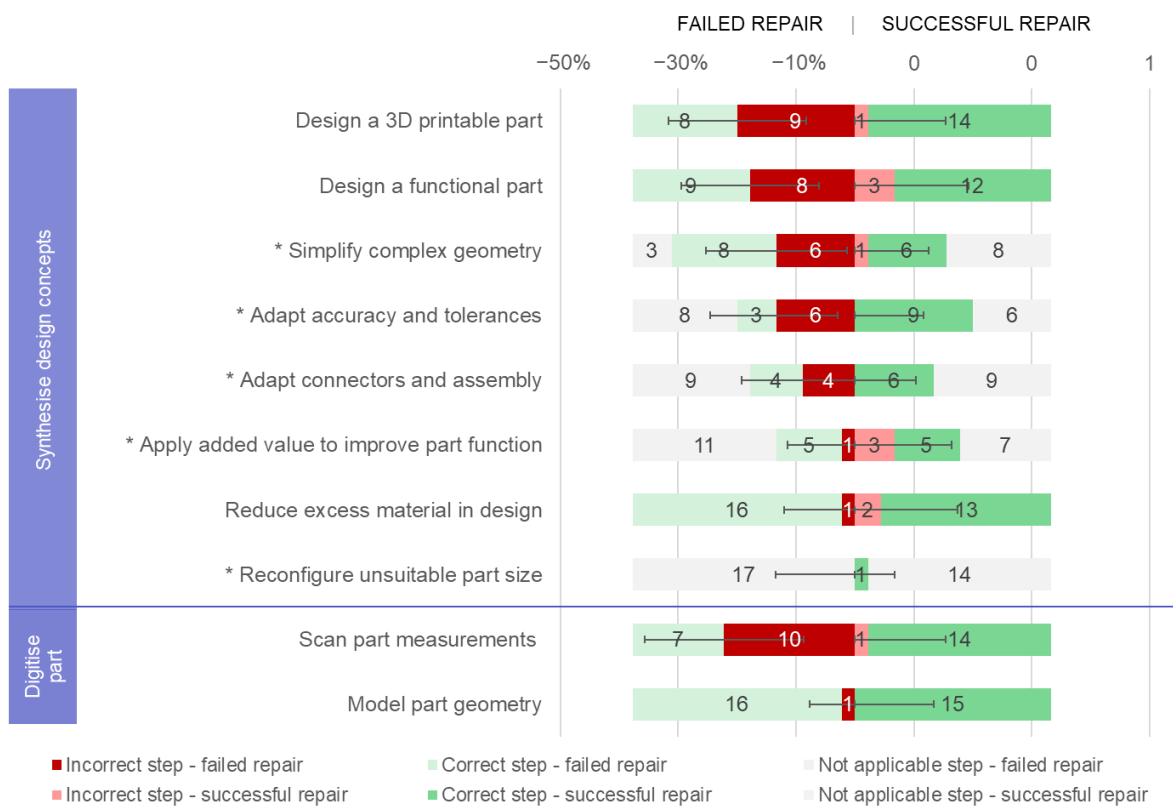 FAILED REPAIR | SUCCESSFUL REPAIR
−50% −30% −10% 0 0 1
Synthesise design concepts
Design a 3D printable part 8 9 1 14
Design a functional part 9 8 3 12
* Simplify complex geometry 3 8 6 1 6 8
* Adapt accuracy and tolerances 8 3 6 9 6
* Adapt connectors and assembly 9 4 4 6 9
* Apply added value to improve part function 11 5 1 3 5 7
Reduce excess material in design 16 1 2 13
* Reconfigure unsuitable part size 17 1 14
Digitise
part
Scan part measurements 7 10 1 14
Model part geometry 16 1 15
Incorrect step - failed repair Correct step - failed repair Not applicable step - failed repair
Incorrect step - successful repair Correct step - successful repair Not applicable step - successful repair